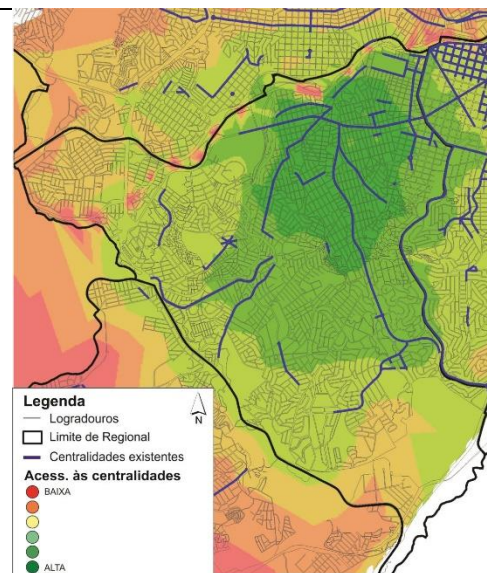 Legenda
N
Logradouros
Limite de Regional
Centralidades existentes
Acess. às centralidades
BAIXA
ALTA